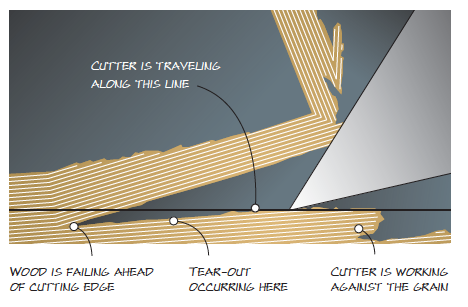 CUTTER IS TRAVELING
ALONG THIS LINE
WOOD IS FAILING AHEAD
OF CUTTING EDGE
TEAR-OUT
OCCURRING HERE
CUTTER IS WORKING
AGAINST THE GRAIN